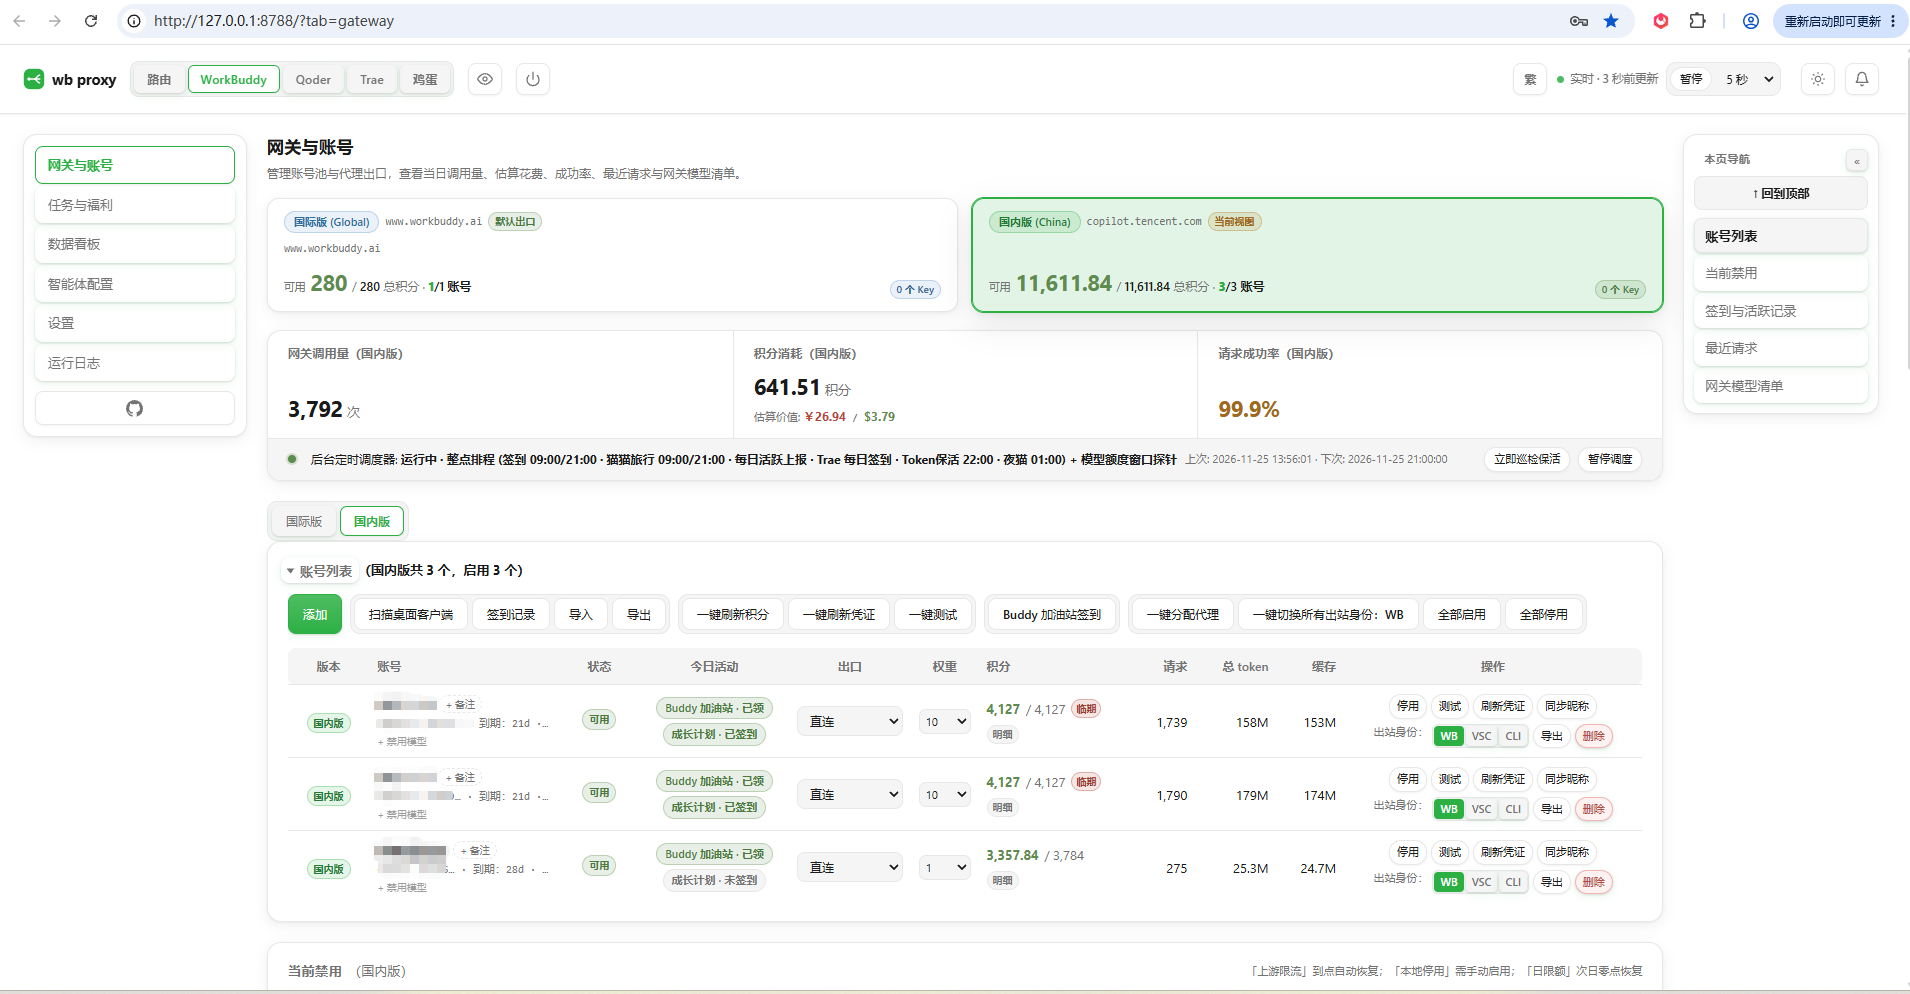 http://127.0.0.1:8788/?tab=gateway
重新启动即可更新
wb proxy
路由 WorkBuddy Qoder Trae 鸡蛋
繁 实时 · 3 秒前更新 暂停 5 秒
网关与账号
任务与福利
数据看板
智能体配置
设置
运行日志
网关与账号
管理账号池与代理出口，查看当日调用量、估算花费、成功率、最近请求与网关模型清单。
国际版 (Global) www.workbuddy.ai 默认出口
www.workbuddy.ai
可用 280 / 280 总积分 · 1/1 账号
0 个 Key
国内版 (China) copilot.tencent.com 当前视图
可用 11,611.84 / 11,611.84 总积分 · 3/3 账号
0 个 Key
网关调用量（国内版）
3,792 次
积分消耗（国内版）
641.51 积分
估算价值: ¥26.94 / $3.79
请求成功率（国内版）
99.9%
后台定时调度器: 运行中 · 整点排程 (签到 09:00/21:00 · 猫猫旅行 09:00/21:00 · 每日活跃上报 · Trae 每日签到 · Token保活 22:00 · 夜猫 01:00) + 模型额度窗口探针 上次: 2026-11-25 13:56:01 · 下次: 2026-11-25 21:00:00
立即巡检保活 暂停调度
国际版 国内版
账号列表 (国内版共 3 个，启用 3 个)
添加 扫描桌面客户端 签到记录 导入 导出 一键刷新积分 一键刷新凭证 一键测试 Buddy 加油站签到 一键分配代理 一键切换所有出站身份：WB 全部启用 全部停用
版本 账号 状态 今日活动 出口 权重 积分 请求 总 token 缓存 操作
国内版
+ 备注
到期: 21d · …
+ 禁用模型
可用
Buddy 加油站 · 已领
成长计划 · 已签到
直连
10
4,127 / 4,127 临期
明细
1,739
158M
153M
停用 测试 刷新凭证 同步昵称
出站身份: WB VSC CLI 导出 删除
国内版
+ 备注
… · 到期: 21d · …
+ 禁用模型
可用
Buddy 加油站 · 已领
成长计划 · 已签到
直连
10
4,127 / 4,127 临期
明细
1,790
179M
174M
停用 测试 刷新凭证 同步昵称
出站身份: WB VSC CLI 导出 删除
国内版
+ 备注
… · 到期: 28d · …
+ 禁用模型
可用
Buddy 加油站 · 已领
成长计划 · 未签到
直连
1
3,357.84 / 3,784
明细
275
25.3M
24.7M
停用 测试 刷新凭证 同步昵称
出站身份: WB VSC CLI 导出 删除
当前禁用 （国内版）
「上游限流」到点自动恢复；「本地停用」需手动启用；「日限额」次日零点恢复
本页导航 «
↑ 回到顶部
账号列表
当前禁用
签到与活跃记录
最近请求
网关模型清单